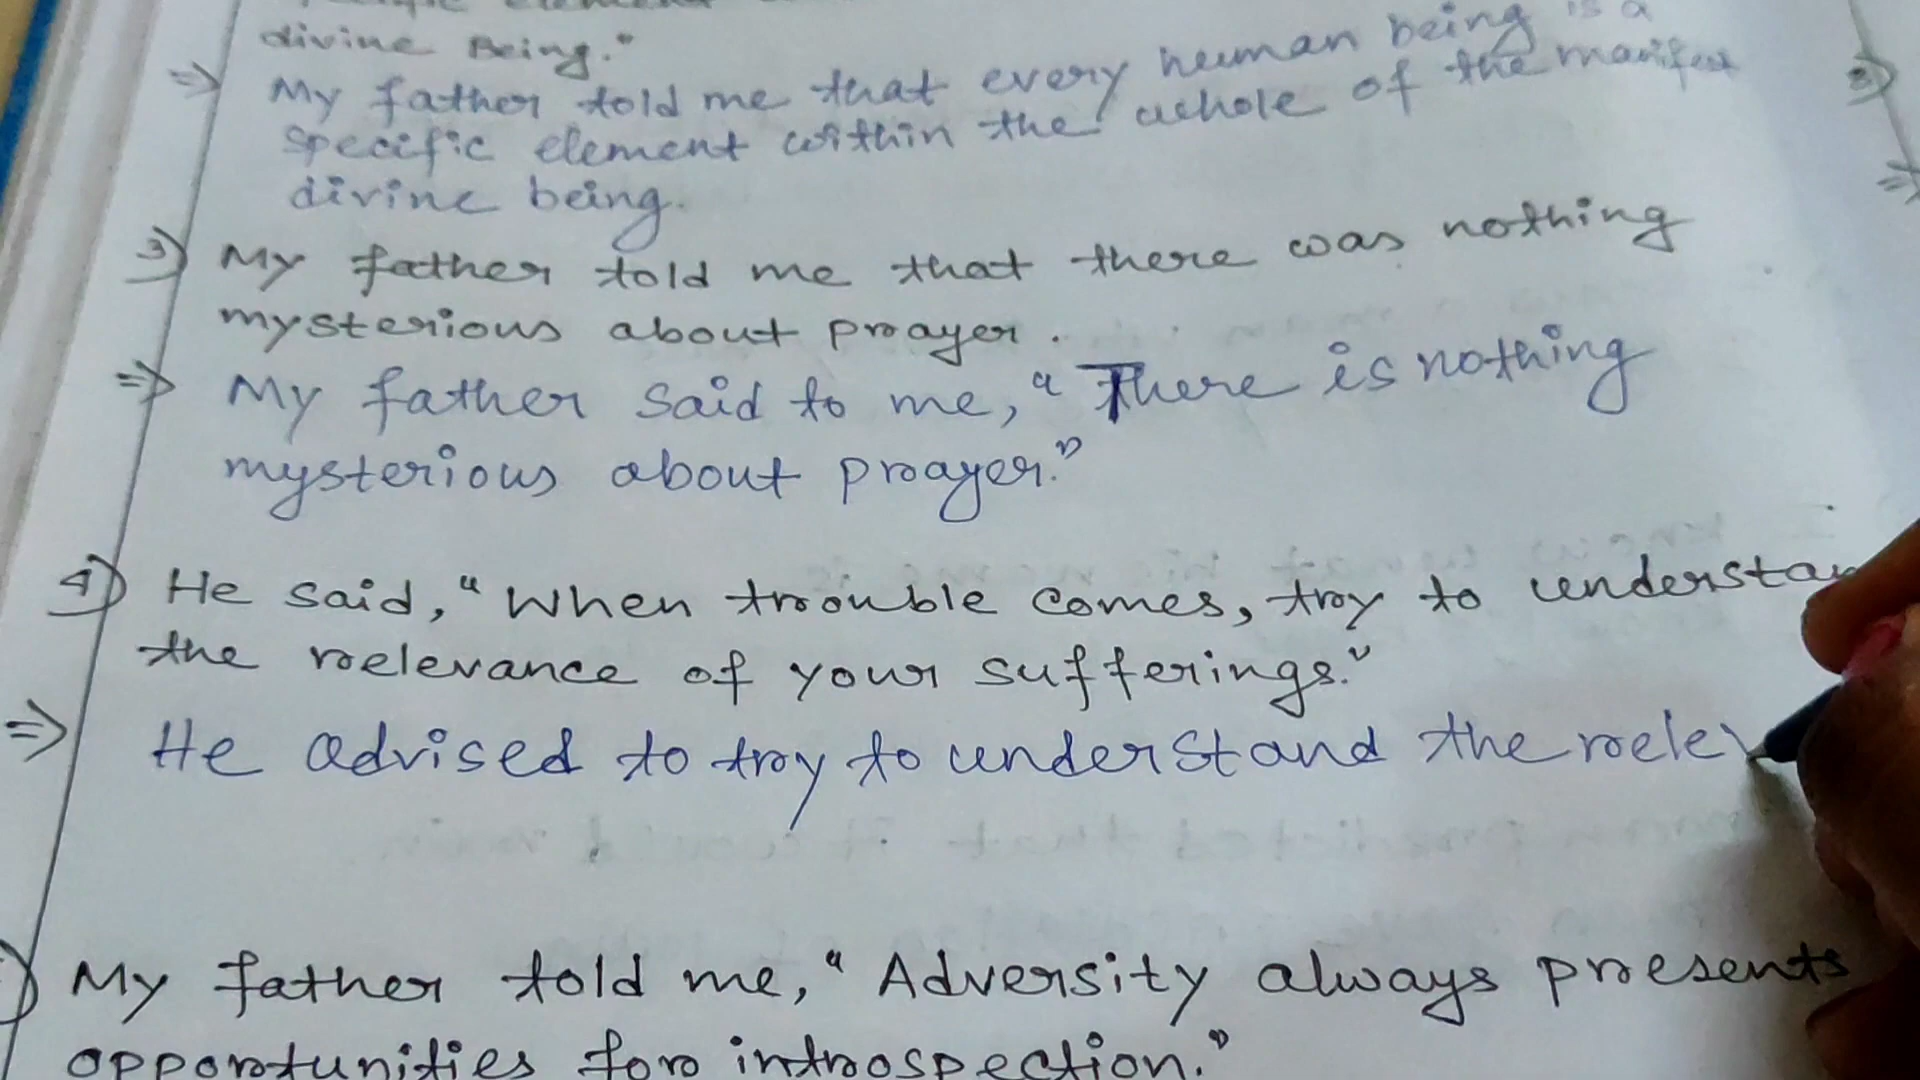 divine Being."
=> My father told me that every human being is a
specific element within the whole of the manifest
divine being.
3) My father told me that there was nothing
mysterious about prayer.
=> My father said to me, "There is nothing
mysterious about prayer."
4) He said, "When trouble comes, try to understan
the relevance of your sufferings."
=> He advised to try to understand the relev
) My father told me, "Adversity always presents
opportunities for introspection."